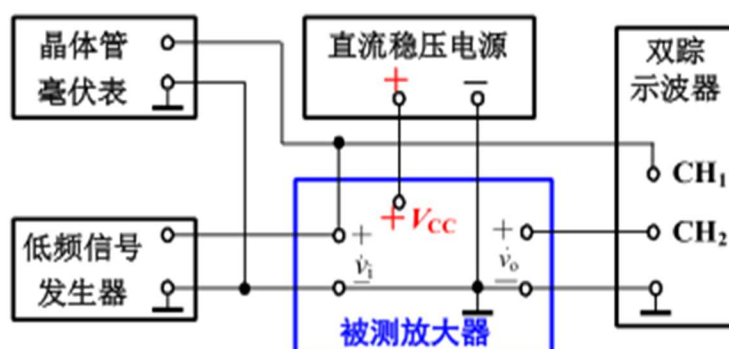 晶体管
毫伏表
直流稳压电源
+ −
双踪
示波器
CH₁
+ V_CC
CH₂
低频信号
发生器
+
v̇ᵢ
−
+
v̇ₒ
−
被测放大器